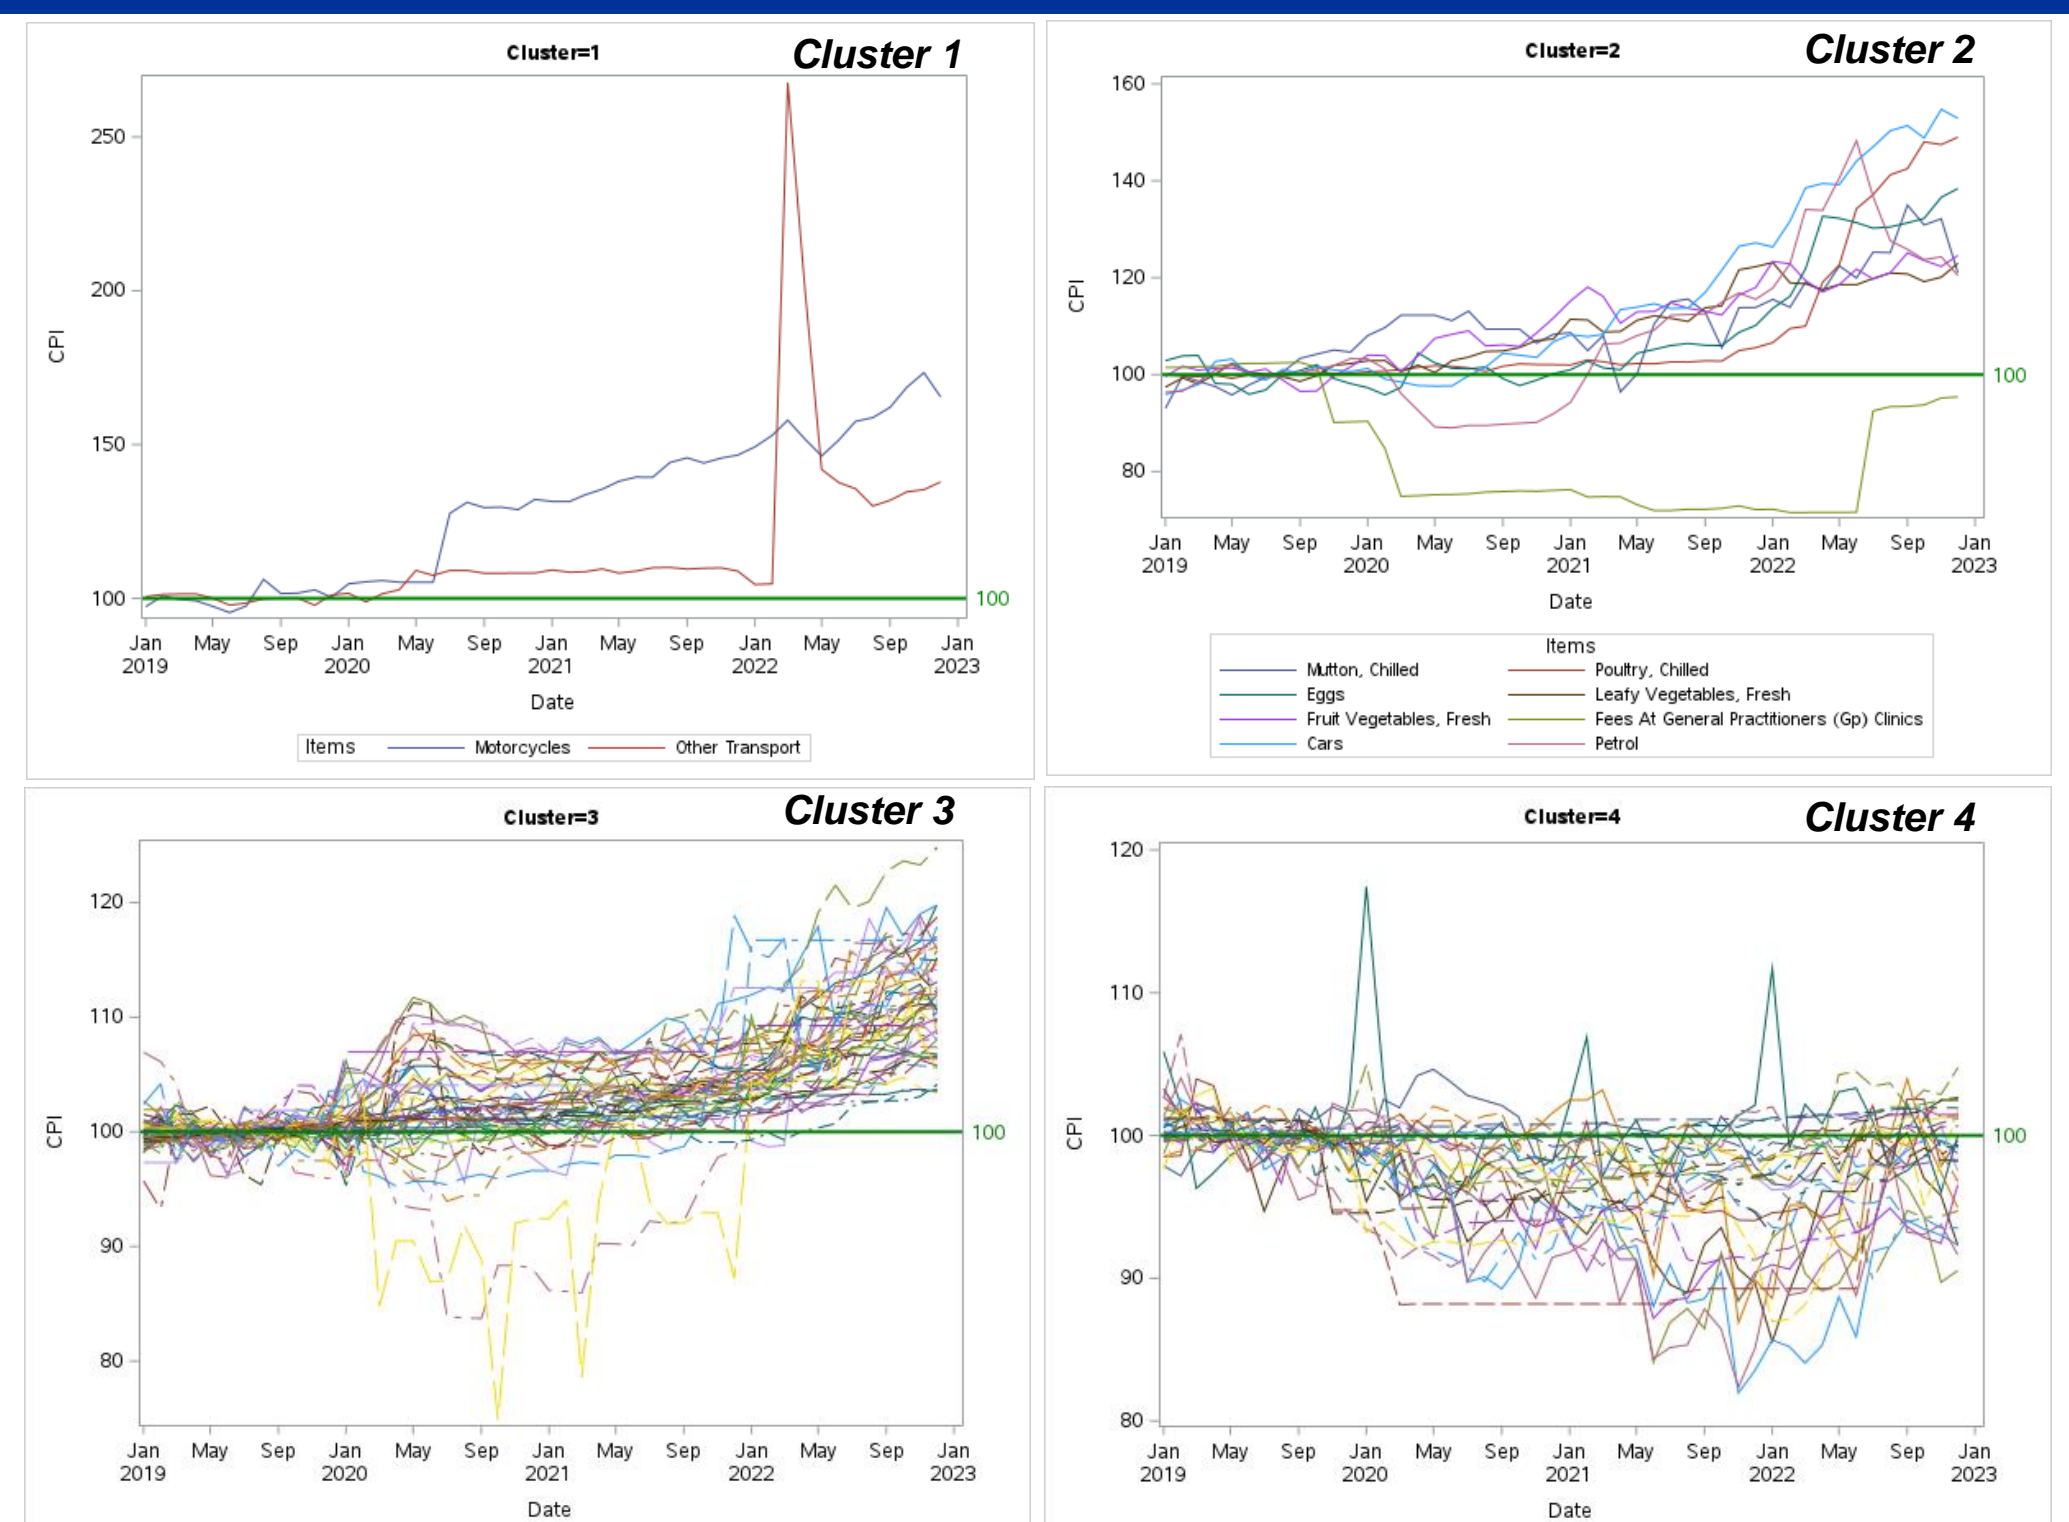 Cluster=1
Cluster 1
CPI
250
200
150
100
100
Jan May Sep Jan May Sep Jan May Sep Jan May Sep Jan
2019 2020 2021 2022 2023
Date
Items Motorcycles Other Transport
Cluster=2
Cluster 2
CPI
160
140
120
100
100
80
Jan May Sep Jan May Sep Jan May Sep Jan May Sep Jan
2019 2020 2021 2022 2023
Date
Items
Mutton, Chilled Poultry, Chilled
Eggs Leafy Vegetables, Fresh
Fruit Vegetables, Fresh Fees At General Practitioners (Gp) Clinics
Cars Petrol
Cluster=3
Cluster 3
CPI
120
110
100
100
90
80
Jan May Sep Jan May Sep Jan May Sep Jan May Sep Jan
2019 2020 2021 2022 2023
Date
Cluster=4
Cluster 4
CPI
120
110
100
100
90
80
Jan May Sep Jan May Sep Jan May Sep Jan May Sep Jan
2019 2020 2021 2022 2023
Date